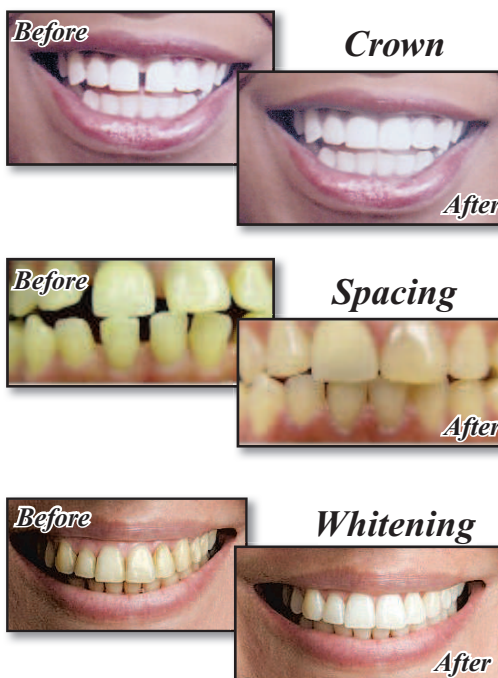 Before
Crown
After
Before
Spacing
After
Before
Whitening
After